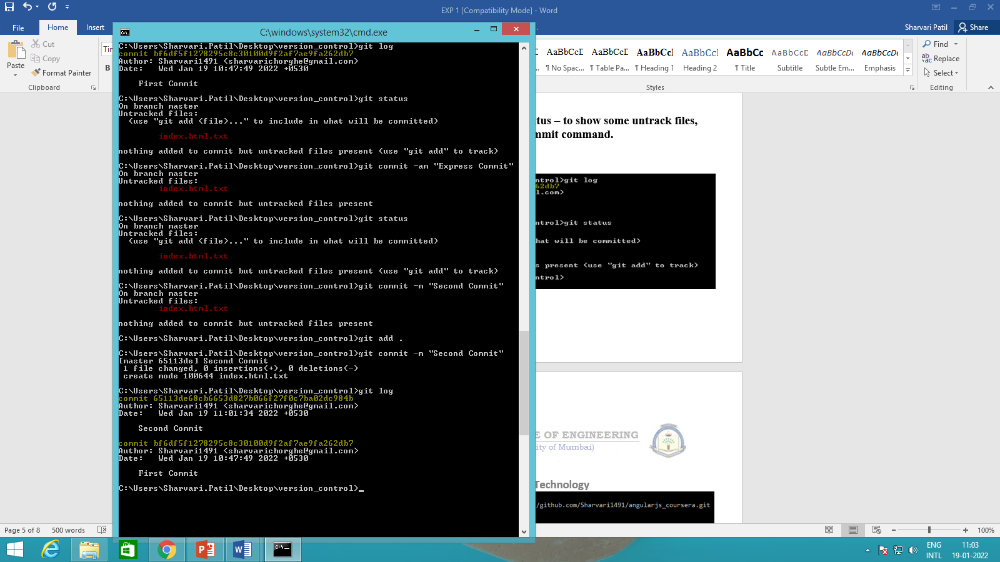 EXP 1 [Compatibility Mode] - Word
File
Home
Insert
Sharvari Patil
Share
Paste
Cut
Copy
Format Painter
Clipboard
Tin
B
AaBbCcD
AaBbCcD
AaBbCcI
AaBbCcI
AaBbCc
AaBbCcD
AaBbCcDc
AaBbCcDc
¶ No Spac...
¶ Table Pa...
¶ Heading 1
Heading 2
¶ Title
Subtitle
Subtle Em...
Emphasis
Styles
Find
Replace
Select
Editing
C:\windows\system32\cmd.exe
C:\Users\Sharvari.Patil\Desktop\version_control>git log
commit bf6df5f1278295c8c30100d9f2af7ae9fa262db7
Author: Sharvari1491 <sharvarichorghe@gmail.com>
Date:   Wed Jan 19 10:47:49 2022 +0530
First Commit
C:\Users\Sharvari.Patil\Desktop\version_control>git status
On branch master
Untracked files:
(use "git add <file>..." to include in what will be committed)
index.html.txt
nothing added to commit but untracked files present (use "git add" to track)
C:\Users\Sharvari.Patil\Desktop\version_control>git commit -am "Express Commit"
On branch master
Untracked files:
index.html.txt
nothing added to commit but untracked files present
C:\Users\Sharvari.Patil\Desktop\version_control>git status
On branch master
Untracked files:
(use "git add <file>..." to include in what will be committed)
index.html.txt
nothing added to commit but untracked files present (use "git add" to track)
C:\Users\Sharvari.Patil\Desktop\version_control>git commit -m "Second Commit"
On branch master
Untracked files:
index.html.txt
nothing added to commit but untracked files present
C:\Users\Sharvari.Patil\Desktop\version_control>git add .
C:\Users\Sharvari.Patil\Desktop\version_control>git commit -m "Second Commit"
[master 65113de] Second Commit
1 file changed, 0 insertions(+), 0 deletions(-)
create mode 100644 index.html.txt
C:\Users\Sharvari.Patil\Desktop\version_control>git log
commit 65113de68cb6653d827b066f27f0c7ba02dc984b
Author: Sharvari1491 <sharvarichorghe@gmail.com>
Date:   Wed Jan 19 11:01:34 2022 +0530
Second Commit
commit bf6df5f1278295c8c30100d9f2af7ae9fa262db7
Author: Sharvari1491 <sharvarichorghe@gmail.com>
Date:   Wed Jan 19 10:47:49 2022 +0530
First Commit
C:\Users\Sharvari.Patil\Desktop\version_control>_
tus – to show some untrack files,
mmit command.
ntrol>git log
62db7
l.com>
ntrol>git status
hat will be committed)
s present (use "git add" to track)
ntrol>
E OF ENGINEERING
ity of Mumbai)
Technology
/github.com/Sharvari1491/angularjs_coursera.git
Page 5 of 8
500 words
100%
ENG
INTL
11:03
19-01-2022